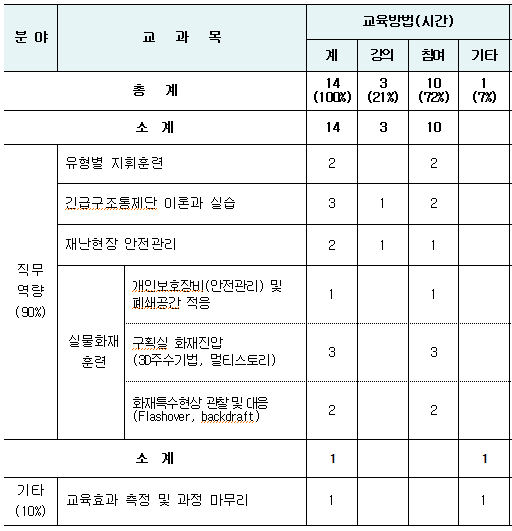 분 야 교 과 목 교육방법(시간)
계 강의 참여 기타
총 계 14 3 10 1
(100%) (21%) (72%) (7%)
소 계 14 3 10
직무
역량
(90%)
유형별 지휘훈련 2 2
긴급구조통제단 이론과 실습 3 1 2
재난현장 안전관리 2 1 1
실물화재
훈련
개인보호장비(안전관리) 및
폐쇄공간 적응 1 1
구획실 화재진압
(3D주수기법, 멀티스토리) 3 3
화재특수현상 관찰 및 대응
(Flashover, backdraft) 2 2
소 계 1 1
기타
(10%)
교육효과 측정 및 과정 마무리 1 1